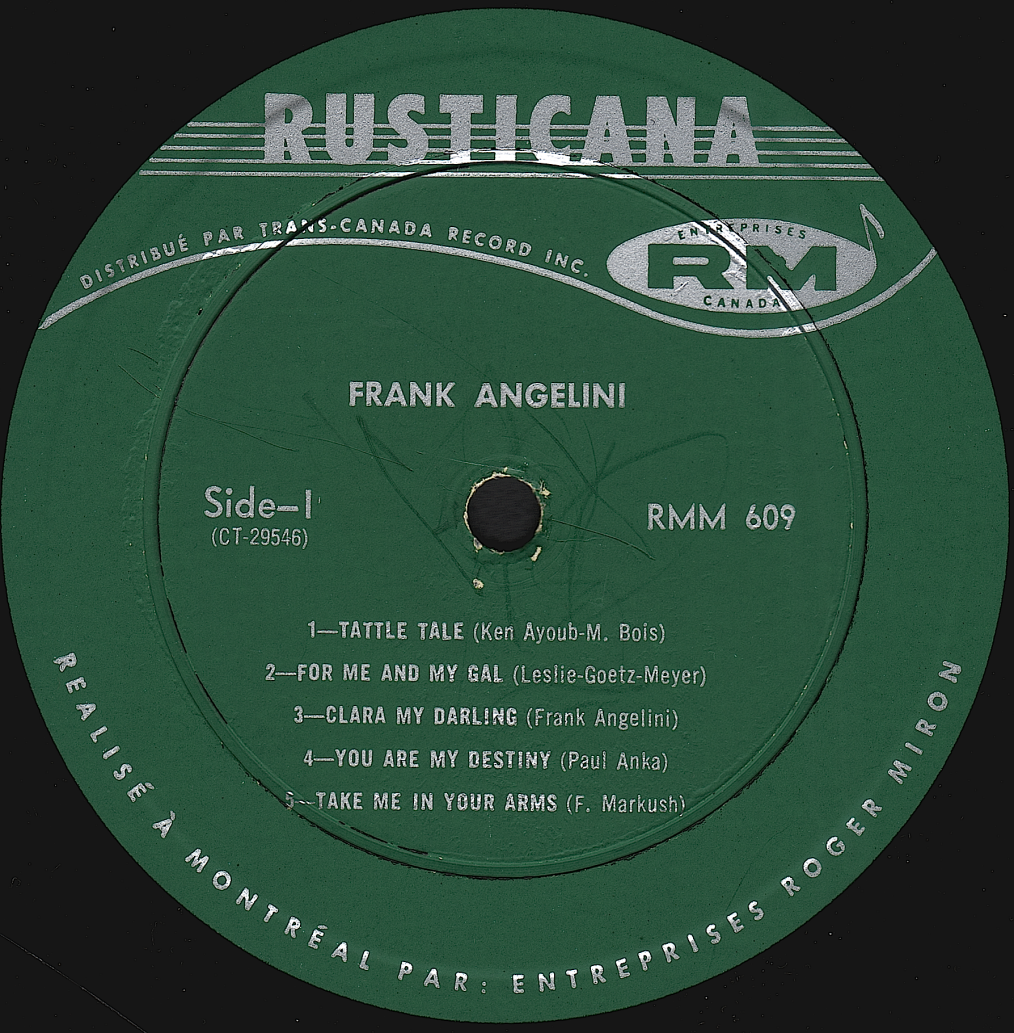 RUSTICANA
DISTRIBUÉ PAR TRANS-CANADA RECORD INC.
ENTREPRISES
RM
CANADA
FRANK ANGELINI
Side-1
(CT-29546)
RMM 609
1—TATTLE TALE (Ken Ayoub-M. Bois)
2—FOR ME AND MY GAL (Leslie-Goetz-Meyer)
3—CLARA MY DARLING (Frank Angelini)
4—YOU ARE MY DESTINY (Paul Anka)
5—TAKE ME IN YOUR ARMS (F. Markush)
REALISÉ À MONTRÉAL PAR: ENTREPRISES ROGER MIRON